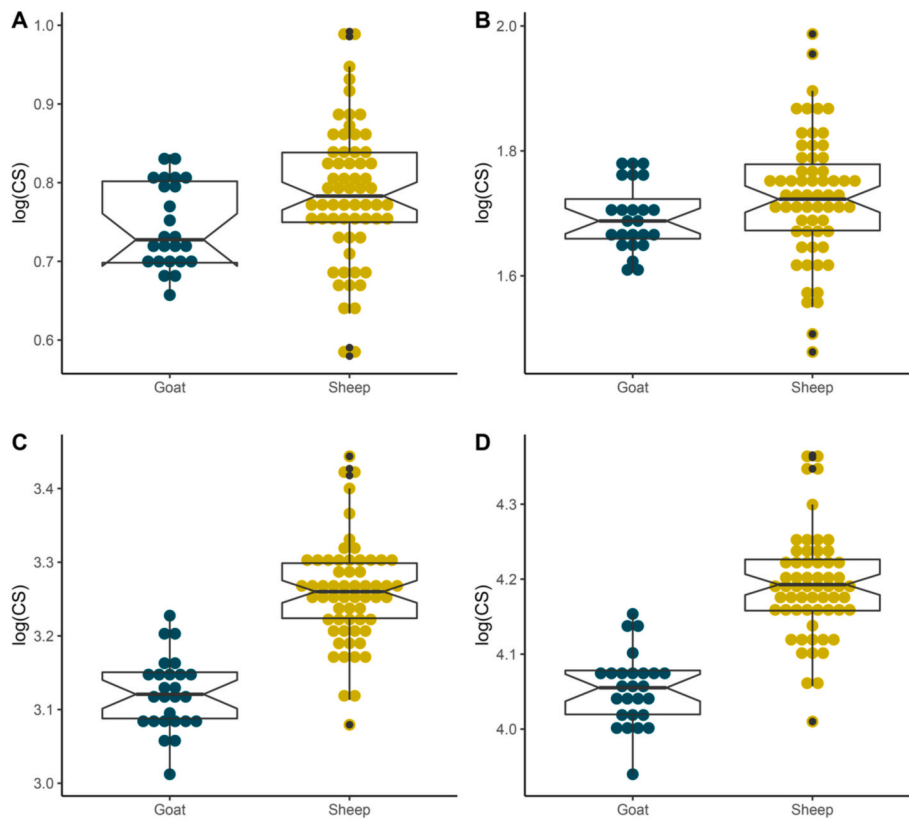 A
1.0
0.9
0.8
0.7
0.6
log(CS)
Goat
Sheep
B
2.0
1.8
1.6
log(CS)
Goat
Sheep
C
3.4
3.3
3.2
3.1
3.0
log(CS)
Goat
Sheep
D
4.3
4.2
4.1
4.0
log(CS)
Goat
Sheep